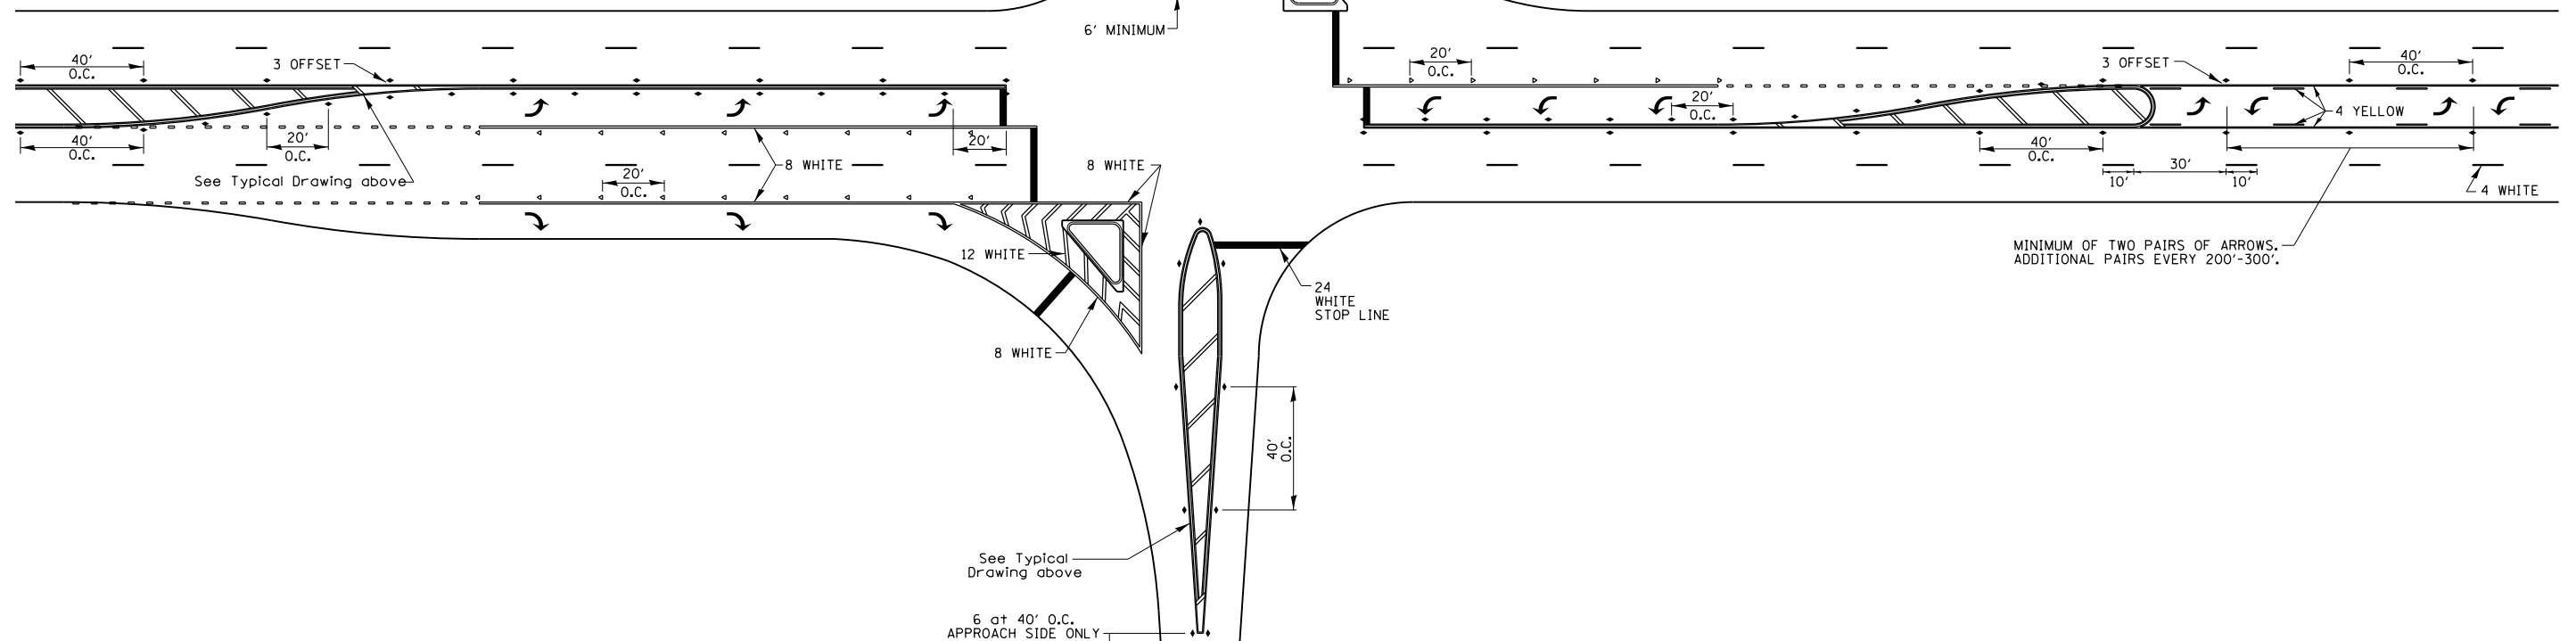 6' MINIMUM
40'
O.C.
3 OFFSET
20'
O.C.
3 OFFSET
40'
O.C.
20'
O.C.
4 YELLOW
40'
O.C.
20'
O.C.
20'
8 WHITE
8 WHITE
40'
O.C.
30'
10'
10'
See Typical Drawing above
20'
O.C.
4 WHITE
12 WHITE
MINIMUM OF TWO PAIRS OF ARROWS.
ADDITIONAL PAIRS EVERY 200'-300'.
24
WHITE
STOP LINE
8 WHITE
40'
O.C.
See Typical
Drawing above
6 at 40' O.C.
APPROACH SIDE ONLY